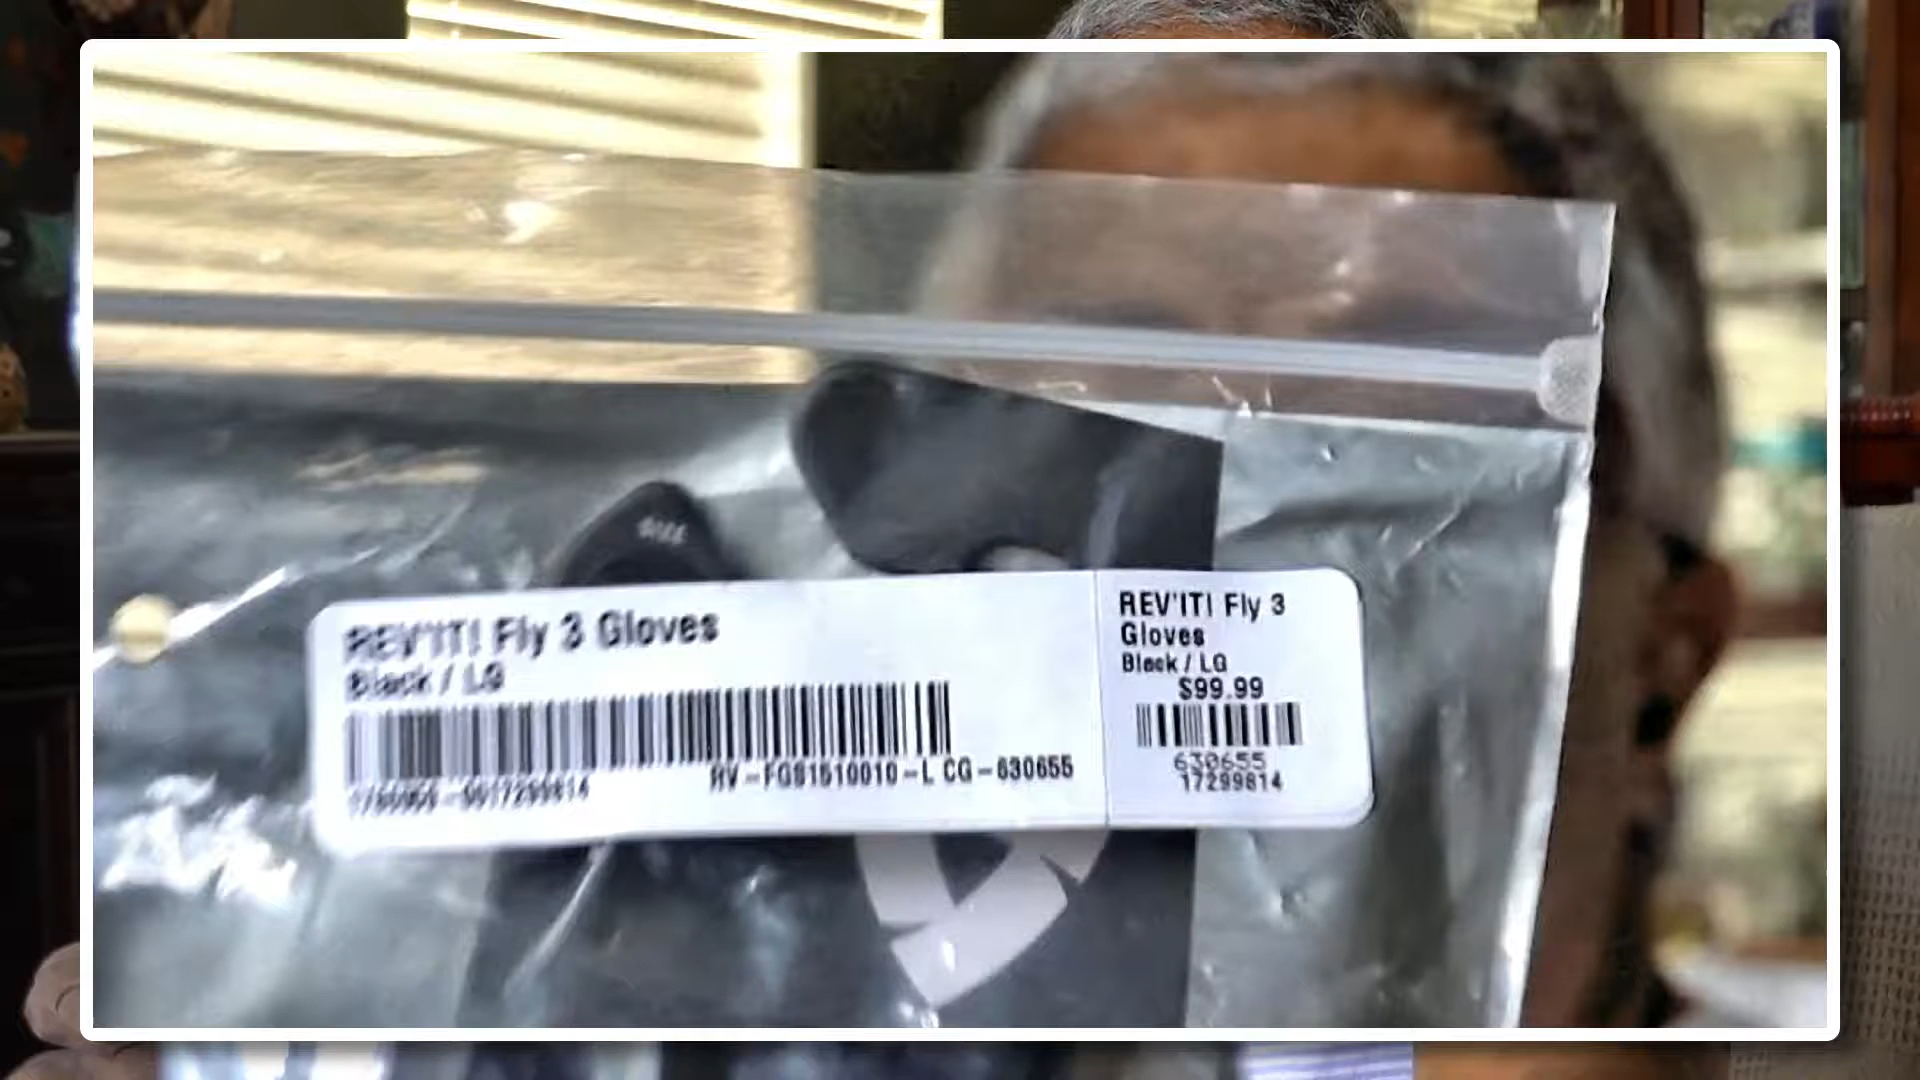 REV'IT! Fly 3 Gloves
Black / LG
RV-FGS1510010-L CG-630655
REV'IT! Fly 3
Gloves
Black / LG
$99.99
630655
17299814